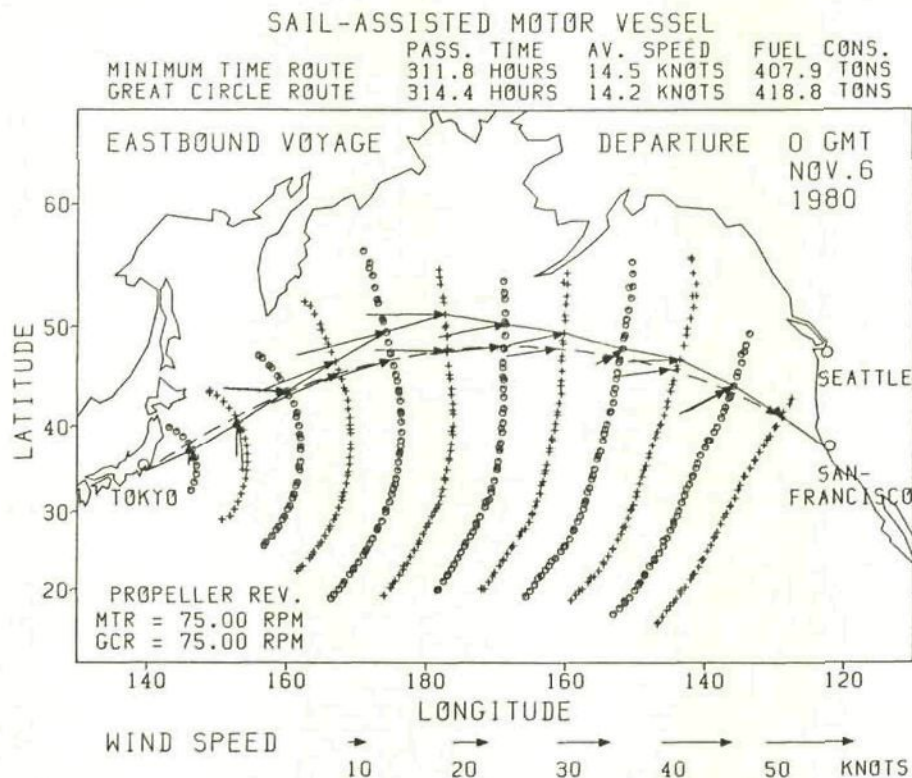 SAIL-ASSISTED MOTOR VESSEL
PASS. TIME AV. SPEED FUEL CONS.
MINIMUM TIME ROUTE 311.8 HOURS 14.5 KNOTS 407.9 TONS
GREAT CIRCLE ROUTE 314.4 HOURS 14.2 KNOTS 418.8 TONS
EASTBOUND VOYAGE DEPARTURE 0 GMT
NOV.6
1980
60
50
40
30
20
LATITUDE
SEATTLE
TOKYO
SAN-
FRANCISCO
PROPELLER REV.
MTR = 75.00 RPM
GCR = 75.00 RPM
140 160 180 160 140 120
LONGITUDE
WIND SPEED
10 20 30 40 50 KNOTS